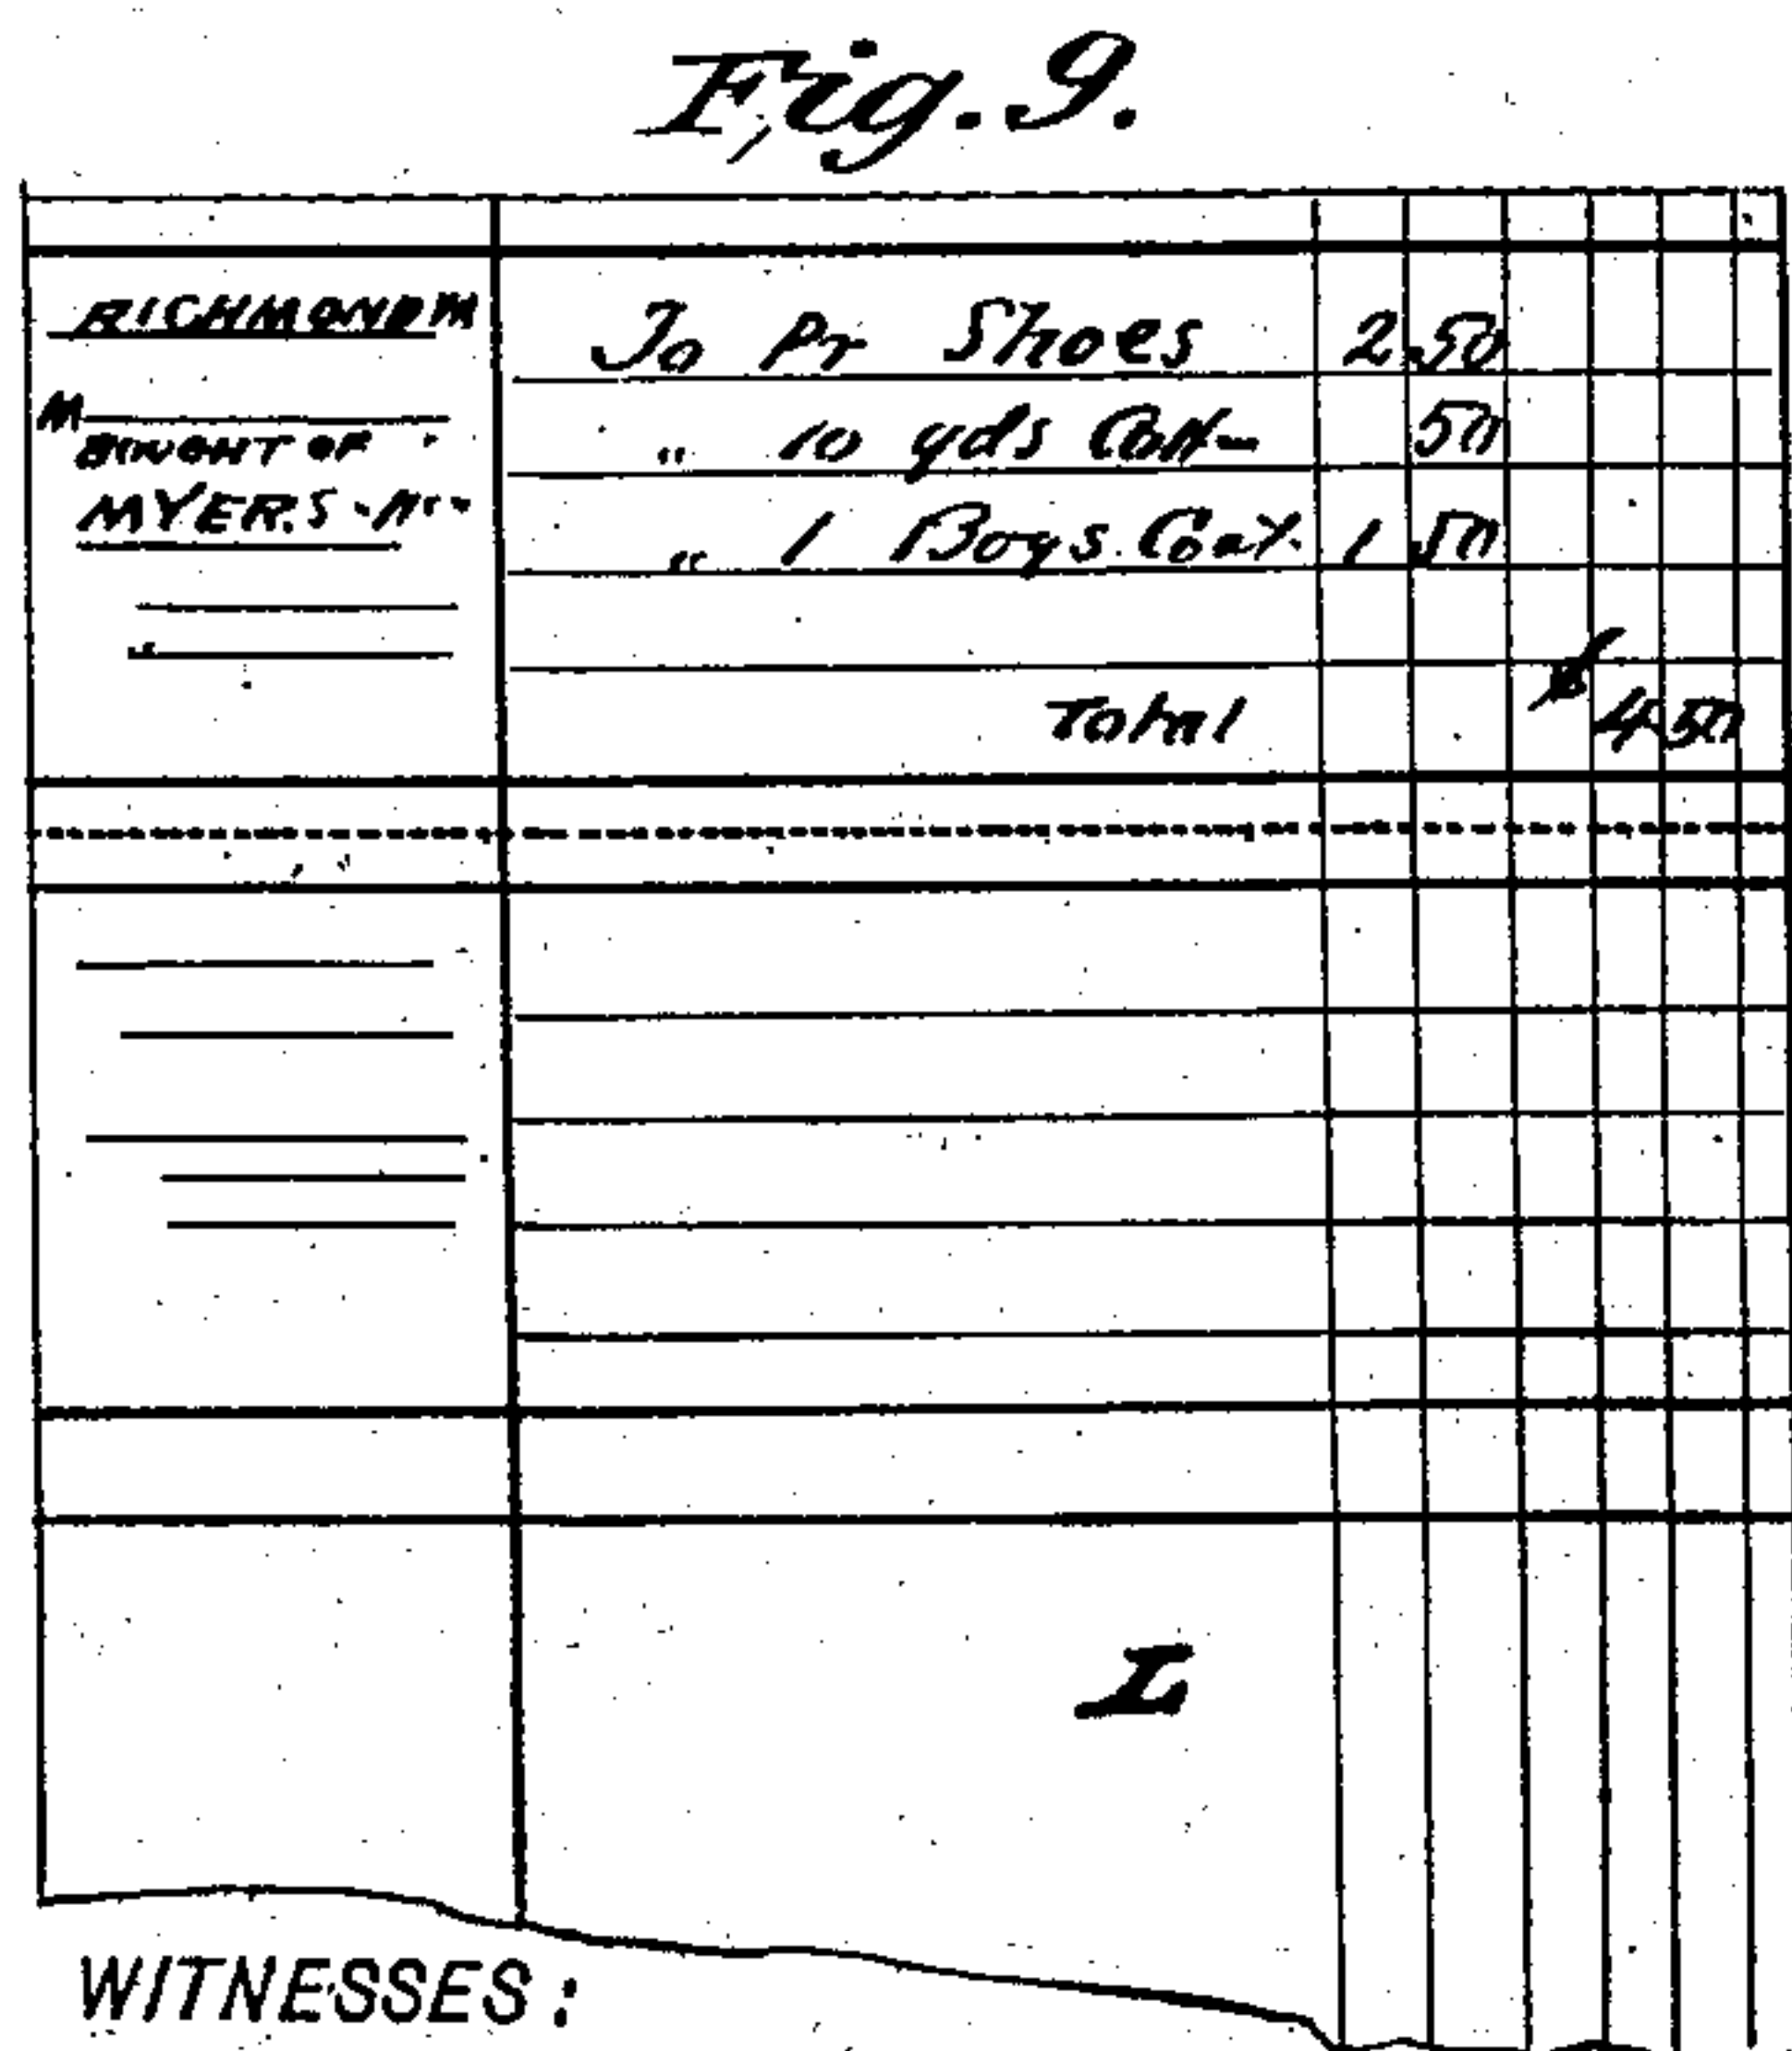 Fig. 9.
RICHMOND M
To Pr Shoes 2.50
M
" 10 yds Cott- 50
BOUGHT OF
MYERS
" 1 Boys. Coat. 1.50
Total $ 4.50
L
WITNESSES: